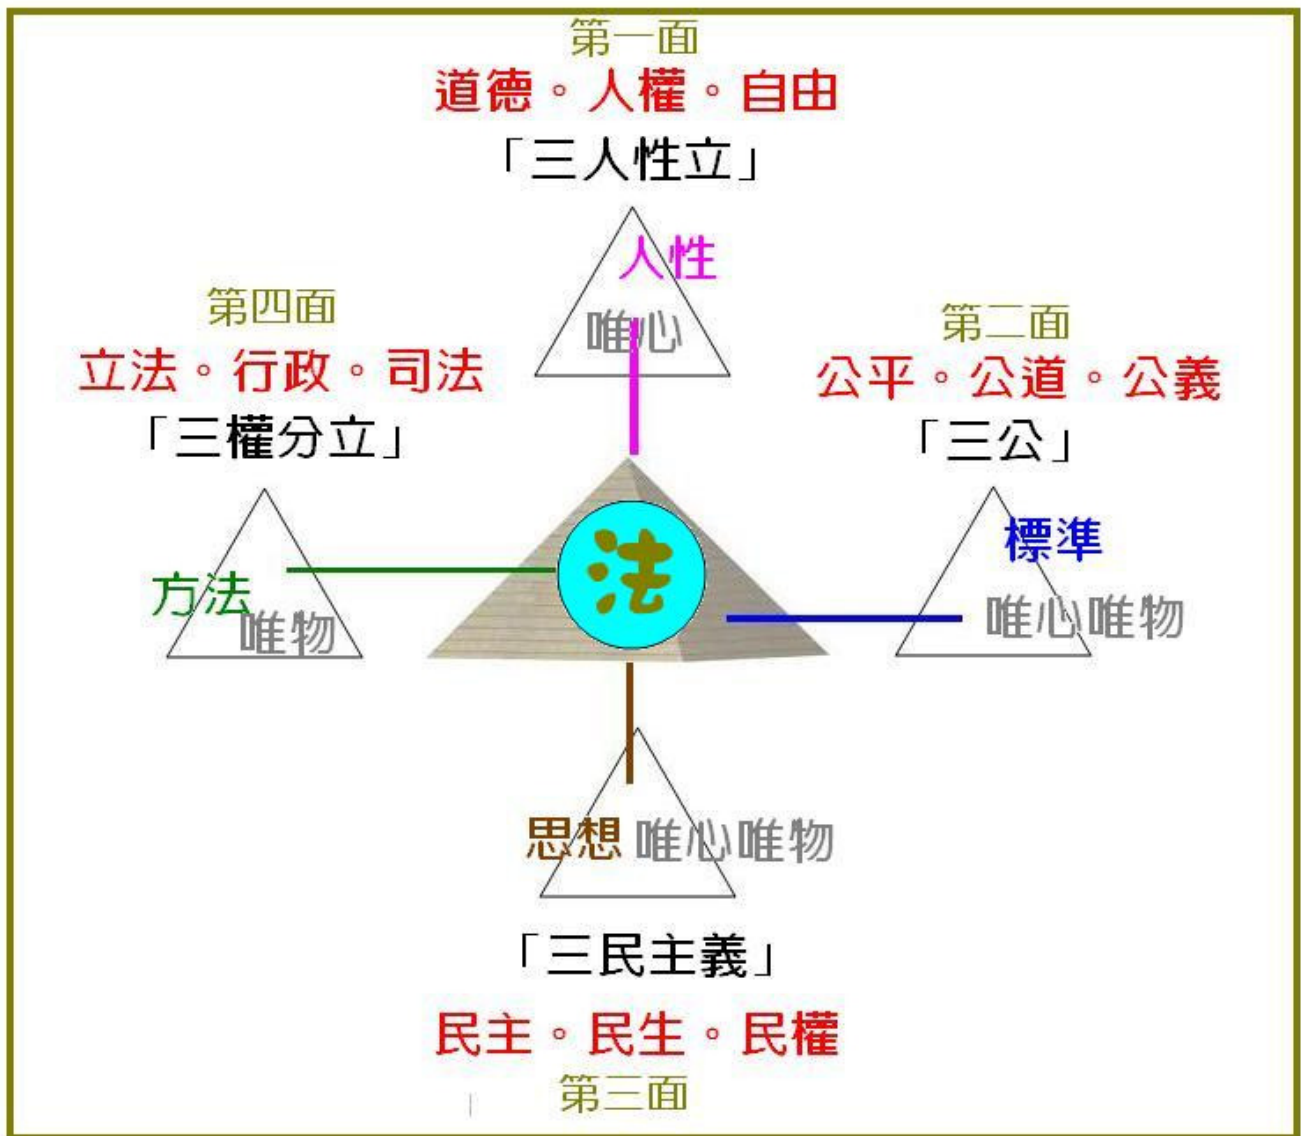 第一面
道德。人權。自由
「三人性立」
人性
唯心
第四面
立法。行政。司法
「三權分立」
方法
唯物
第二面
公平。公道。公義
「三公」
標準
唯心唯物
法
思想 唯心唯物
「三民主義」
民主。民生。民權
第三面